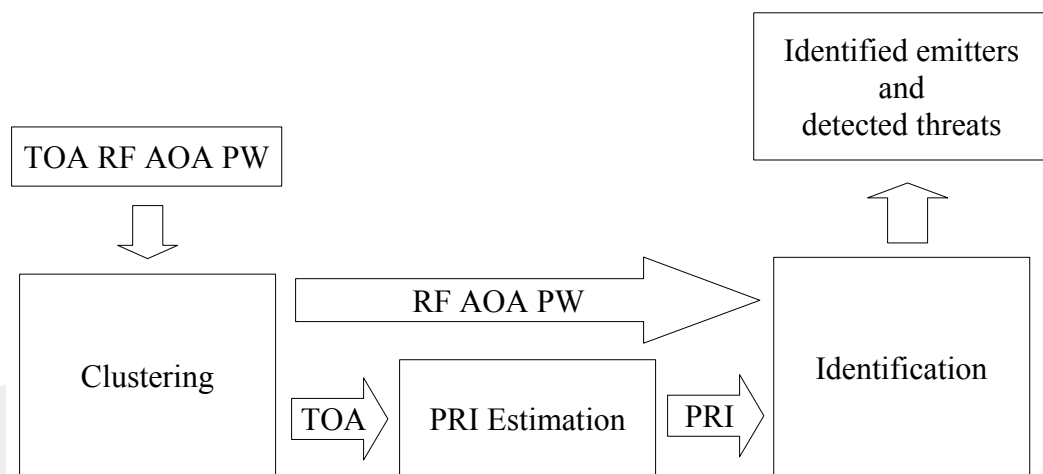 Identified emitters
and
detected threats
TOA RF AOA PW
RF AOA PW
Clustering
TOA
PRI Estimation
PRI
Identification